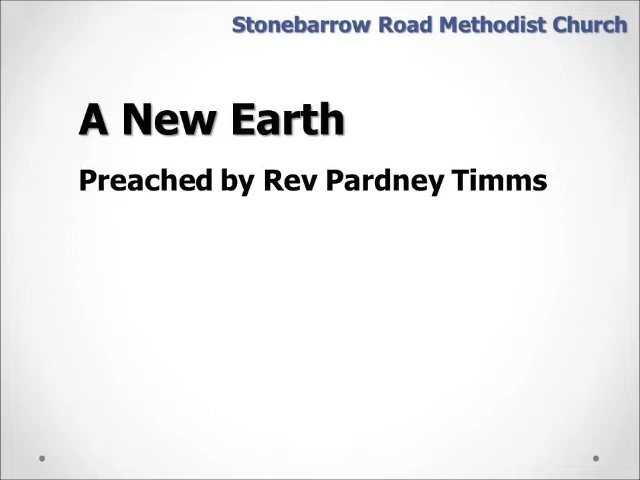 Stonebarrow Road Methodist Church
A New Earth
Preached by Rev Pardney Timms